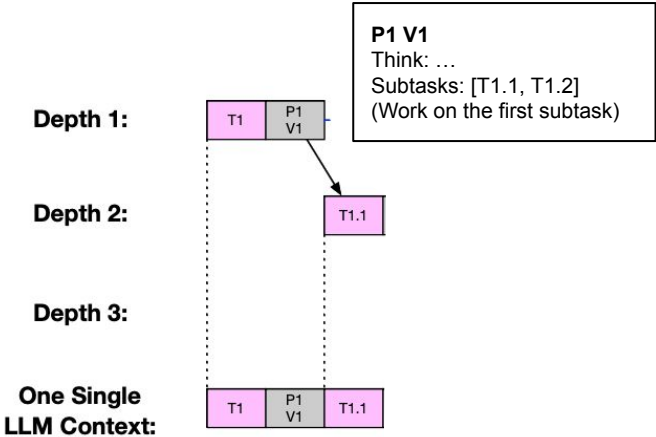 P1 V1
Think: …
Subtasks: [T1.1, T1.2]
(Work on the first subtask)
Depth 1:
T1
P1
V1
Depth 2:
T1.1
Depth 3:
One Single
LLM Context:
T1
P1
V1
T1.1